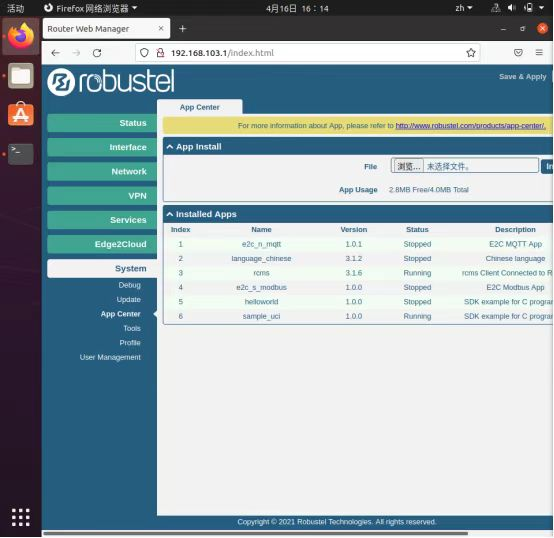 活动 Firefox 网络浏览器 4月16日 16：14 zh
Router Web Manager
192.168.103.1/index.html
robustel
Save & Apply
App Center
For more information about App, please refer to http://www.robustel.com/products/app-center/.
Status
Interface
Network
VPN
Services
Edge2Cloud
System
Debug
Update
App Center
Tools
Profile
User Management
App Install
File 浏览... 未选择文件。 In
App Usage 2.8MB Free/4.0MB Total
Installed Apps
Index Name Version Status Description
1 e2c_n_mqtt 1.0.1 Stopped E2C MQTT App
2 language_chinese 3.1.2 Stopped Chinese language
3 rcms 3.1.6 Running rcms Client Connected to R
4 e2c_s_modbus 1.0.0 Stopped E2C Modbus App
5 helloworld 1.0.0 Stopped SDK example for C progra
6 sample_uci 1.0.0 Running SDK example for C progra
Copyright © 2021 Robustel Technologies. All rights reserved.